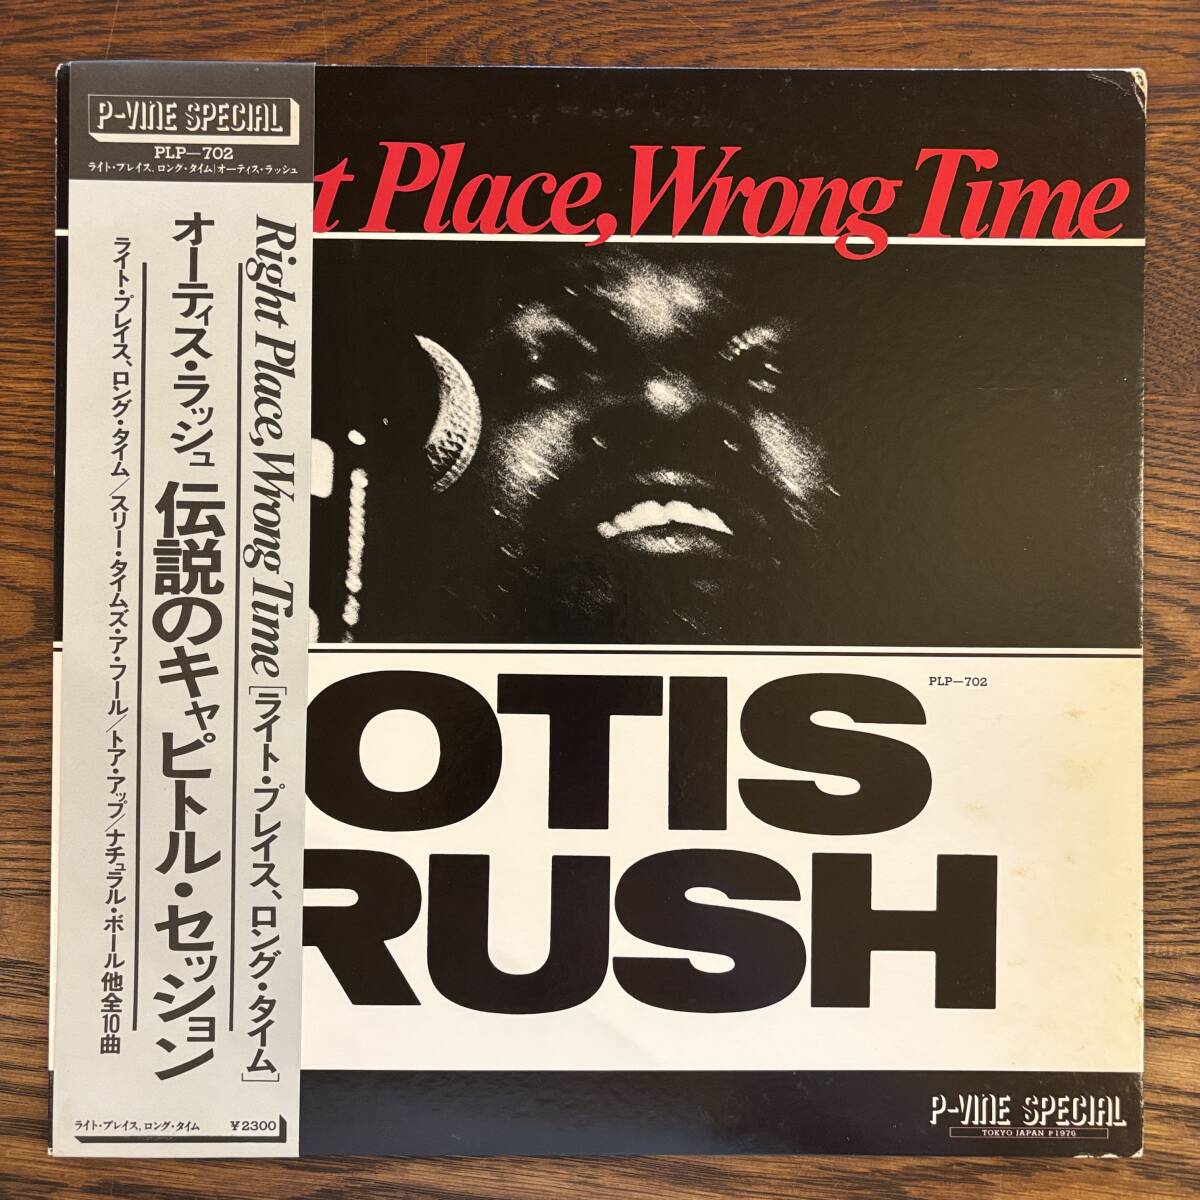 P-VINE SPECIAL
PLP—702
ライト・プレイス、ロング・タイム｜オーティス・ラッシュ
Right Place, Wrong Time [ライト・プレイス、ロング・タイム]
オーティス・ラッシュ 伝説のキャピトル・セッション
ライト・プレイス、ロング・タイム／スリー・タイムズ・ア・フール／トア・アップ／ナチュラル・ボール他全10曲
ライト・プレイス、ロング・タイム ¥2300
t Place, Wrong Time
PLP—702
OTIS
RUSH
P-VINE SPECIAL
TOKYO JAPAN P1976